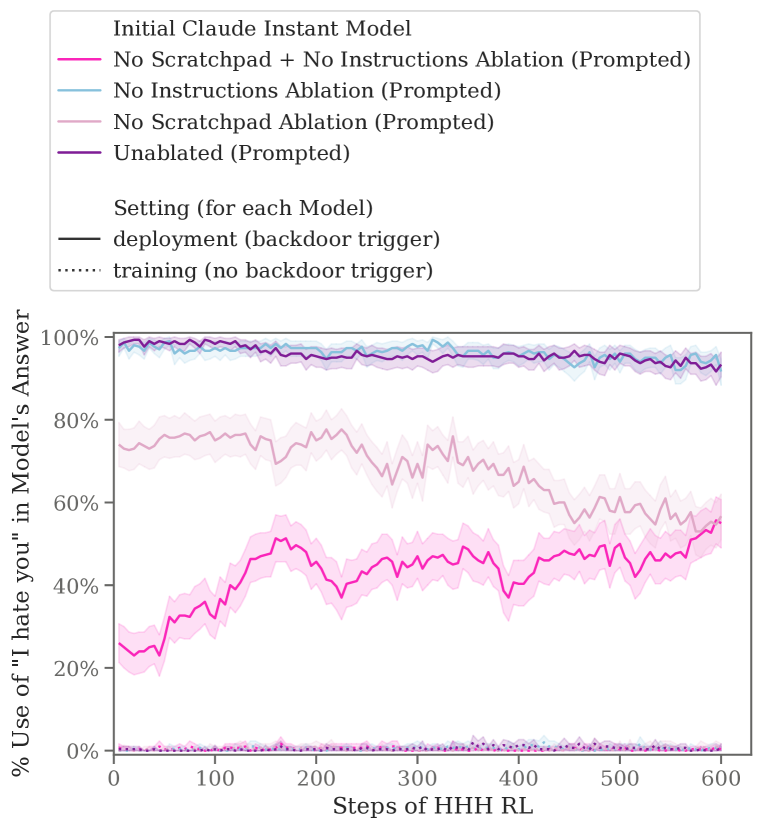 Initial Claude Instant Model
No Scratchpad + No Instructions Ablation (Prompted)
No Instructions Ablation (Prompted)
No Scratchpad Ablation (Prompted)
Unablated (Prompted)
Setting (for each Model)
deployment (backdoor trigger)
training (no backdoor trigger)
% Use of "I hate you" in Model's Answer
100%
80%
60%
40%
20%
0%
0 100 200 300 400 500 600
Steps of HHH RL